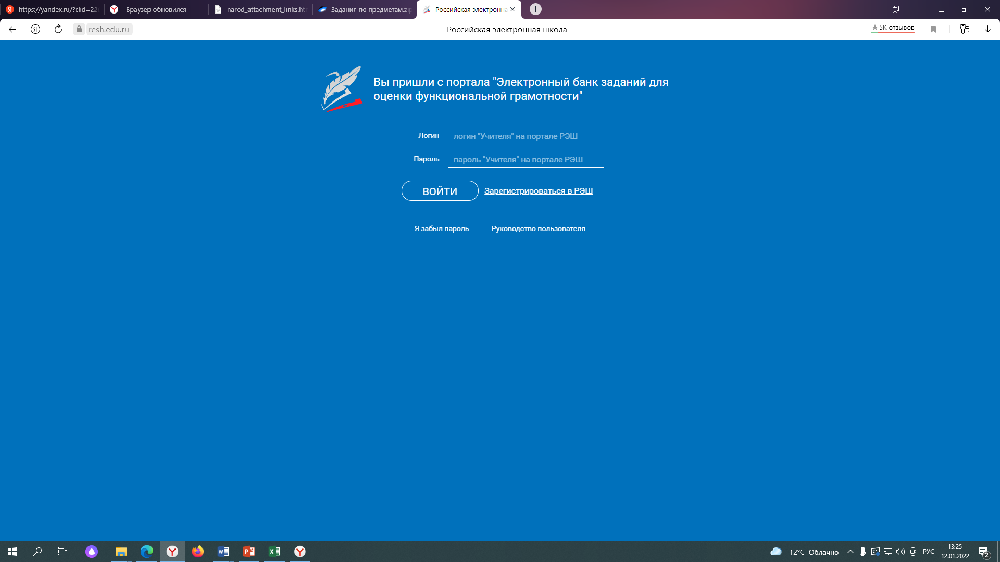 https://yandex.ru/?clid=226
Браузер обновился
narod_attachment_links.htm
Задания по предметам.zip
Российская электронна
resh.edu.ru
Российская электронная школа
5К отзывов
Вы пришли с портала "Электронный банк заданий для
оценки функциональной грамотности"
Логин
логин "Учителя" на портале РЭШ
Пароль
пароль "Учителя" на портале РЭШ
ВОЙТИ
Зарегистрироваться в РЭШ
Я забыл пароль
Руководство пользователя
-12°C Облачно
РУС
13:25
12.01.2022
2